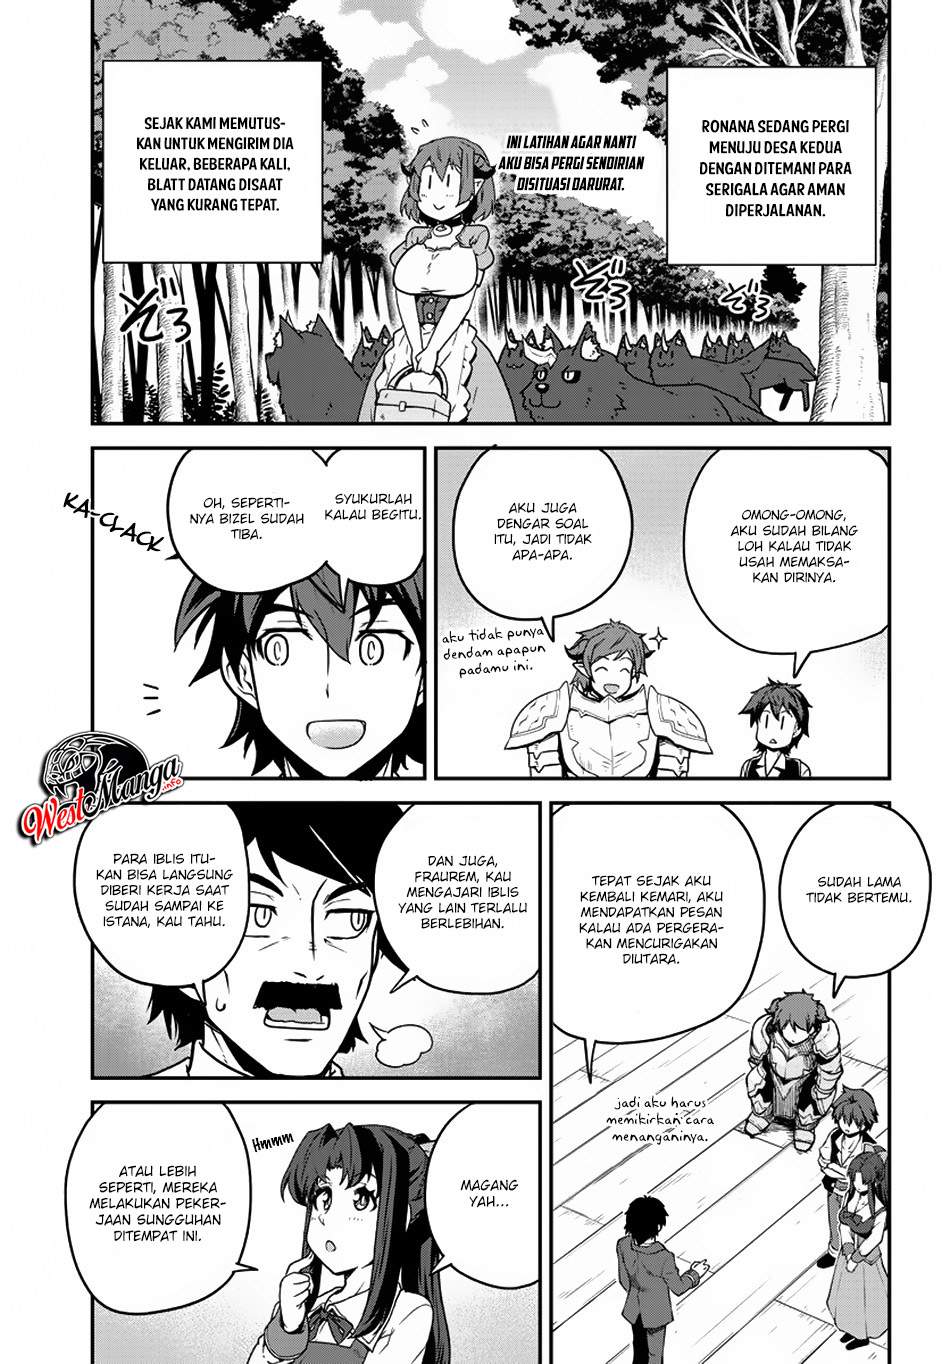 RONANA SEDANG PERGI
MENUJU DESA KEDUA
DENGAN DITEMANI PARA
SERIGALA AGAR AMAN
DIPERJALANAN.
INI LATIHAN AGAR NANTI
AKU BISA PERGI SENDIRIAN
DISITUASI DARURAT.
SEJAK KAMI MEMUTUS-
KAN UNTUK MENGIRIM DIA
KELUAR, BEBERAPA KALI,
BLATT DATANG DISAAT
YANG KURANG TEPAT.
ぞろ
ぞろ
OMONG-OMONG,
AKU SUDAH BILANG
LOH KALAU TIDAK
USAH MEMAKSA-
KAN DIRINYA.
AKU JUGA
DENGAR SOAL
ITU, JADI TIDAK
APA-APA.
aku tidak punya
dendam apapun
padamu ini.
SYUKURLAH
KALAU BEGITU.
OH, SEPERTI-
NYA BIZEL SUDAH
TIBA.
KA-CLACK
WestManga
.info
SUDAH LAMA
TIDAK BERTEMU.
TEPAT SEJAK AKU
KEMBALI KEMARI, AKU
MENDAPATKAN PESAN
KALAU ADA PERGERA-
KAN MENCURIGAKAN
DIUTARA.
jadi aku harus
memikirkan cara
menanganinya.
DAN JUGA,
FRAUREM, KAU
MENGAJARI IBLIS
YANG LAIN TERLALU
BERLEBIHAN.
PARA IBLIS ITU-
KAN BISA LANGSUNG
DIBERI KERJA SAAT
SUDAH SAMPAI KE
ISTANA, KAU TAHU.
MAGANG
YAH...
Hmmm
ATAU LEBIH
SEPERTI, MEREKA
MELAKUKAN PEKER-
JAAN SUNGGUHAN
DITEMPAT INI.